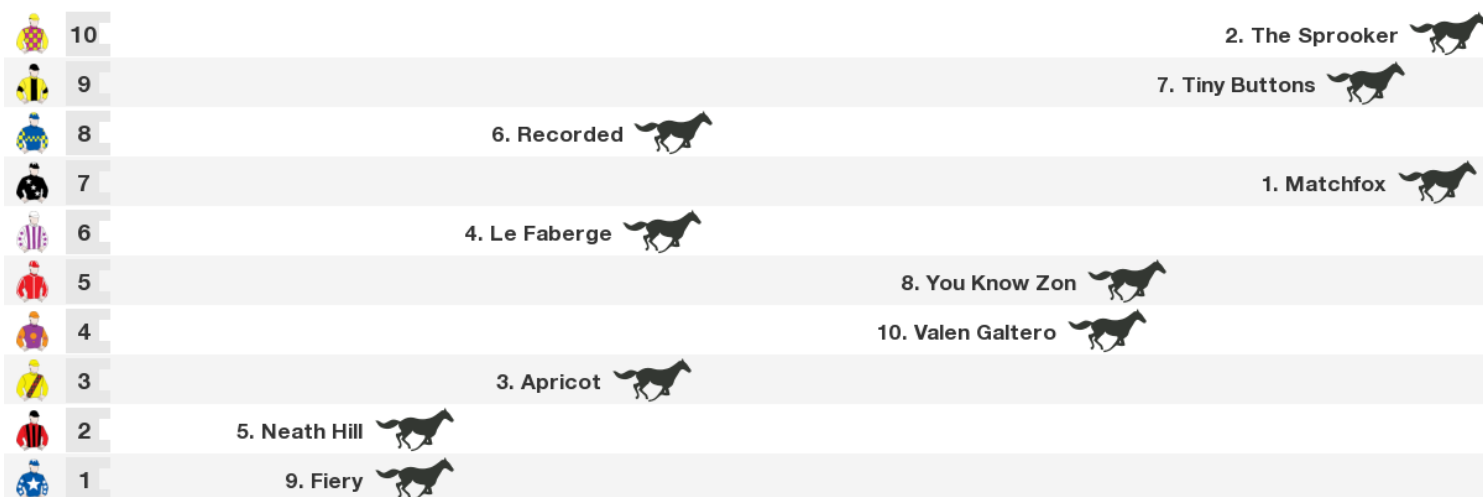 10 2. The Sprooker
9 7. Tiny Buttons
8 6. Recorded
7 1. Matchfox
6 4. Le Faberge
5 8. You Know Zon
4 10. Valen Galtero
3 3. Apricot
2 5. Neath Hill
1 9. Fiery